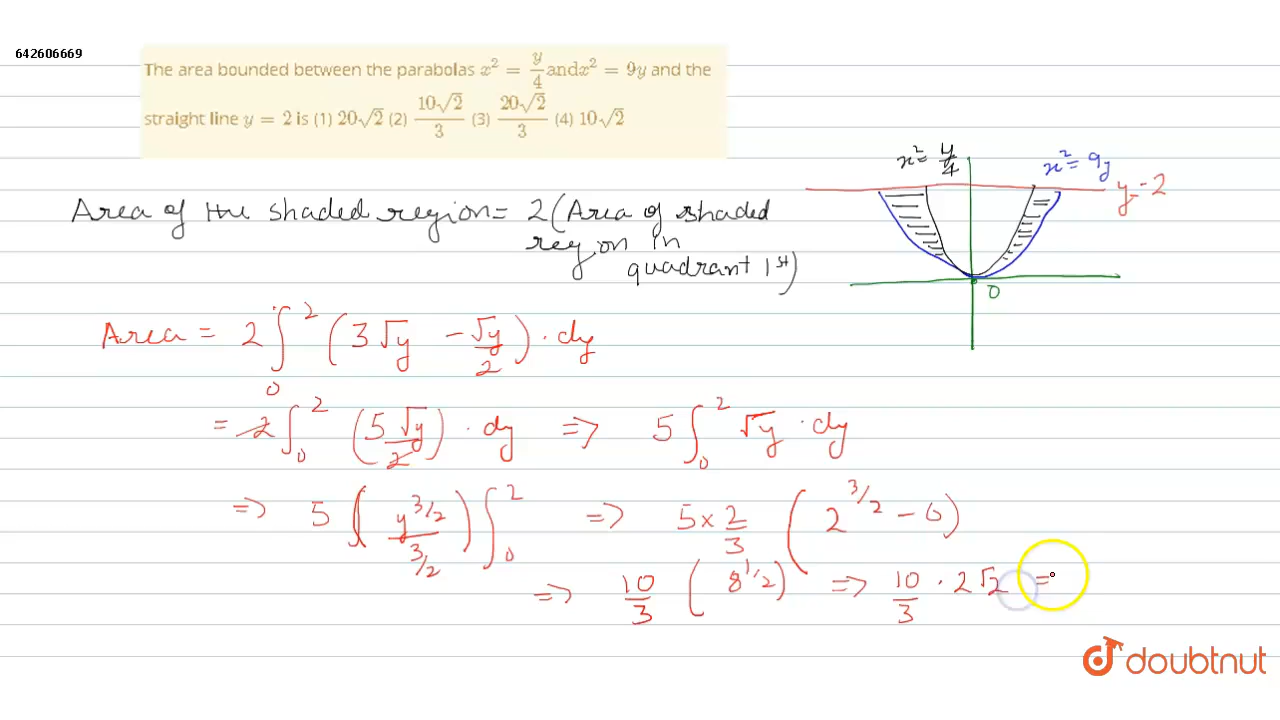 642606669
The area bounded between the parabolas x² = y/4 and x² = 9y and the
straight line y = 2 is (1) 20√2 (2) 10√2/3 (3) 20√2/3 (4) 10√2
x² = y/4
x² = 9y
y = 2
0
Area of the shaded region = 2 (Area of shaded
region in
quadrant 1st)
Area = 2 ∫₀² (3√y - √y/2) · dy
= 2 ∫₀² (5√y/2) · dy => 5 ∫₀² √y · dy
=> 5 ( y^3/2 / 3/2 ) ∫₀² => 5 × 2/3 ( 2^3/2 - 0 )
=> 10/3 ( 8^1/2 ) => 10/3 · 2√2 =
doubtnut